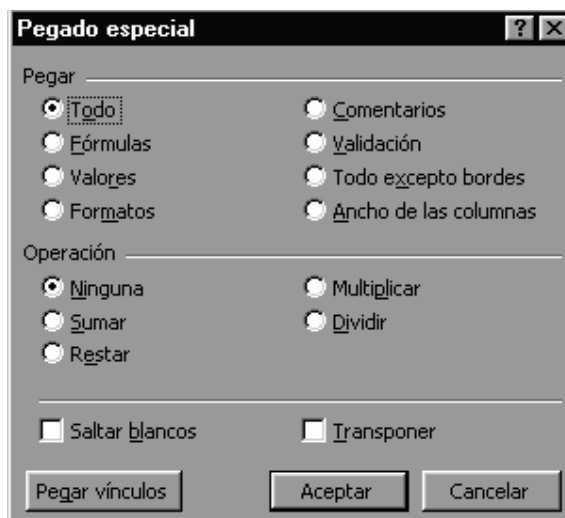 Pegado especial
Pegar
Todo Comentarios
Fórmulas Validación
Valores Todo excepto bordes
Formatos Ancho de las columnas
Operación
Ninguna Multiplicar
Sumar Dividir
Restar
Saltar blancos Transponer
Pegar vínculos Aceptar Cancelar